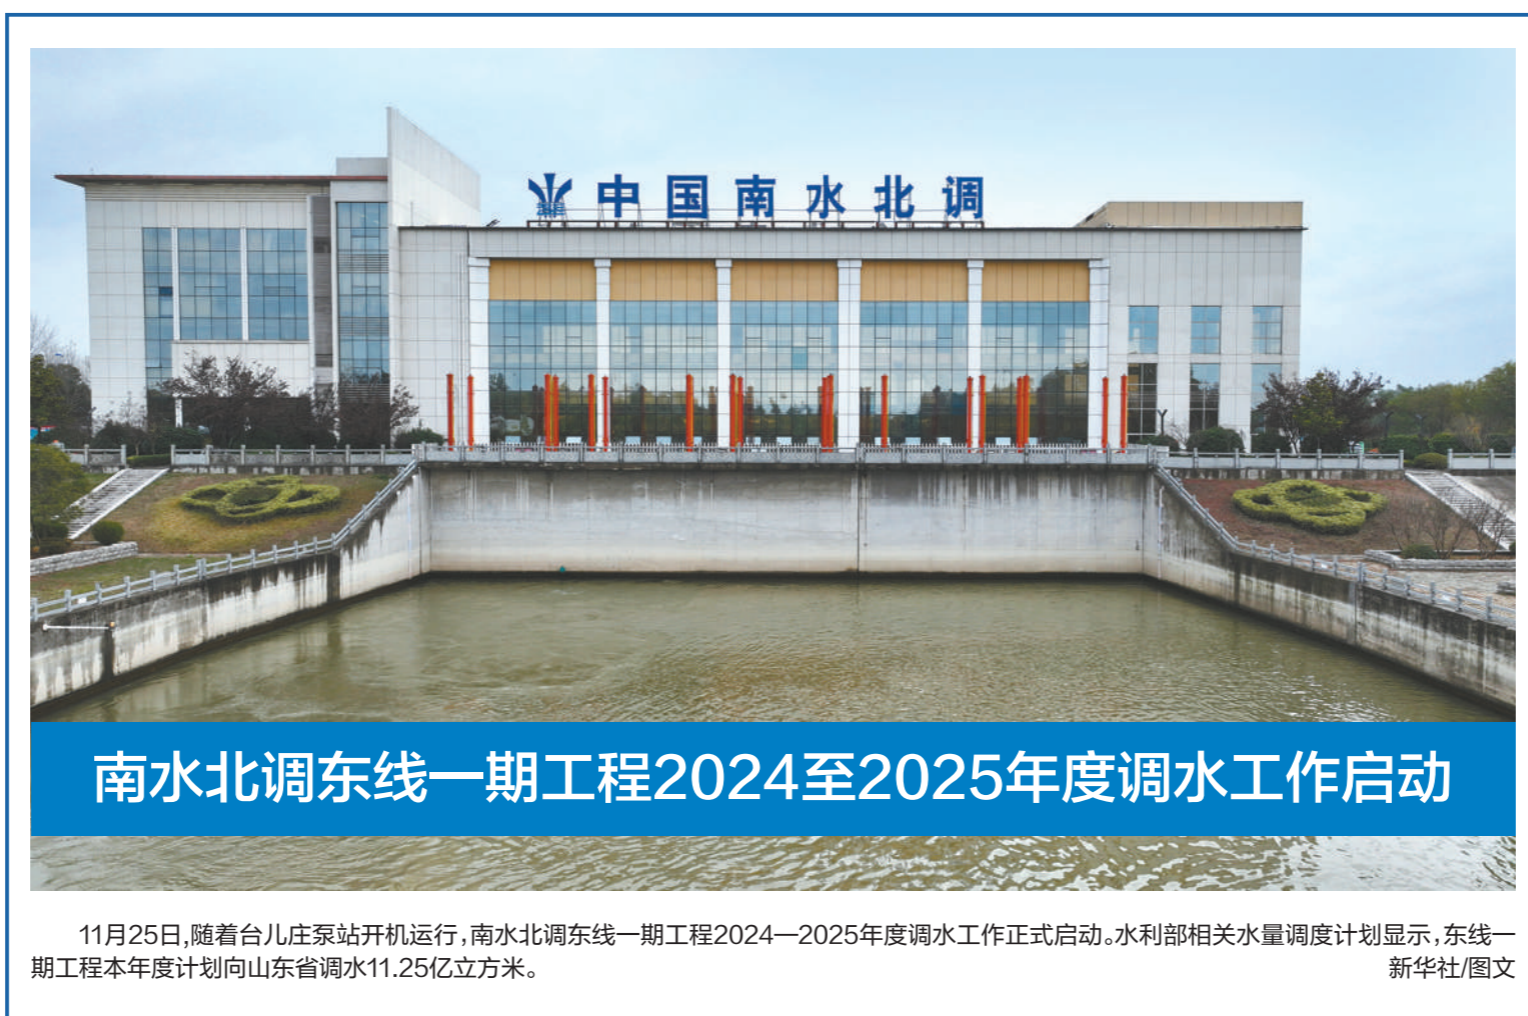 中国南水北调
南水北调东线一期工程2024至2025年度调水工作启动
11月25日,随着台儿庄泵站开机运行,南水北调东线一期工程2024—2025年度调水工作正式启动。水利部相关水量调度计划显示,东线一
期工程本年度计划向山东省调水11.25亿立方米。 新华社/图文